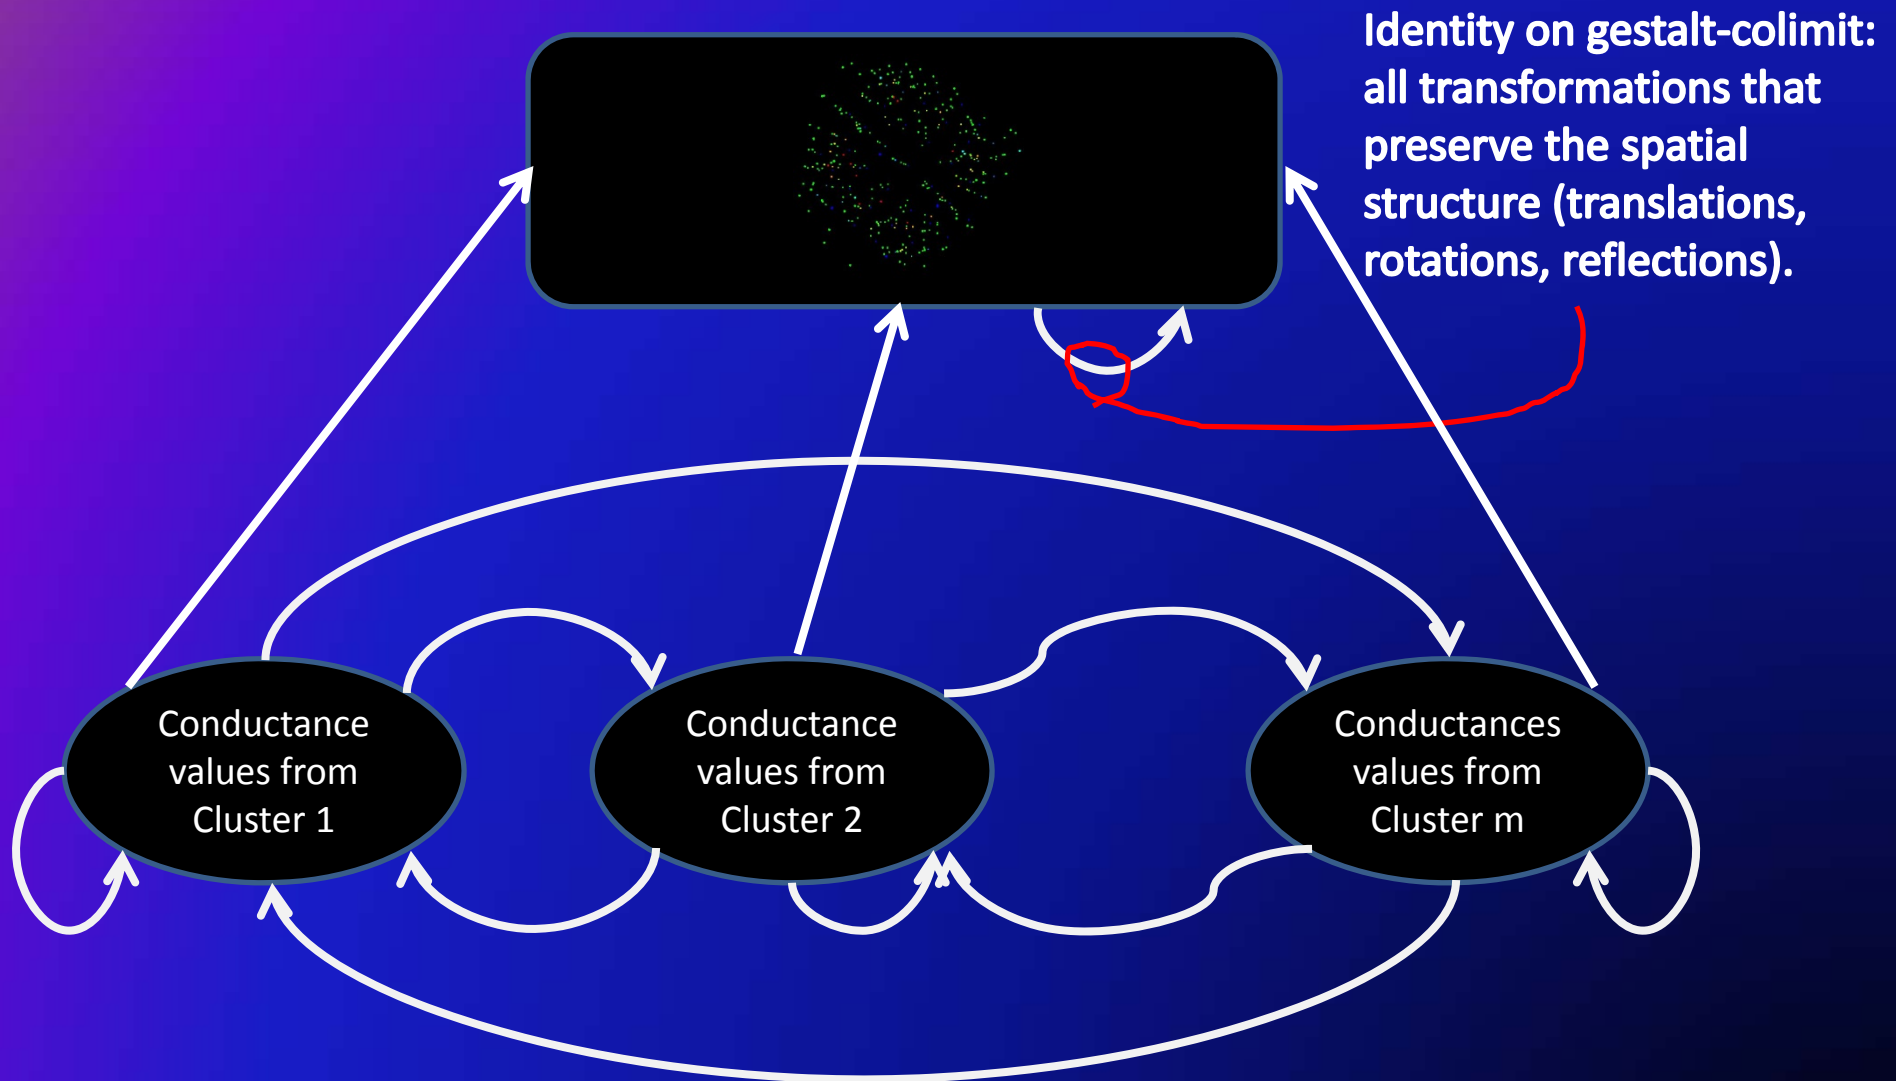 Identity on gestalt-colimit:
all transformations that
preserve the spatial
structure (translations,
rotations, reflections).
Conductance
values from
Cluster 1
Conductance
values from
Cluster 2
Conductances
values from
Cluster m